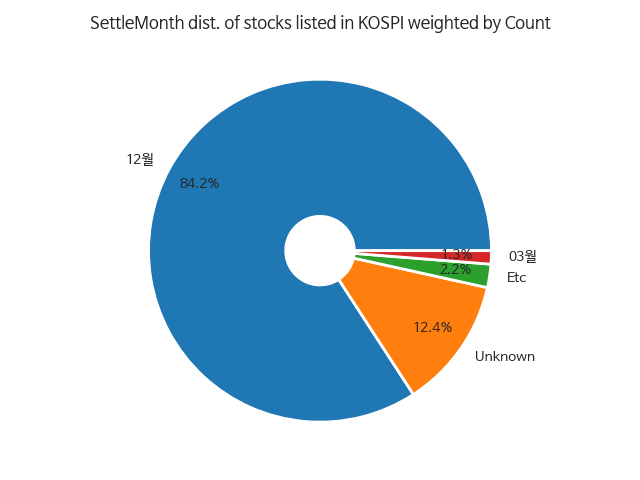 SettleMonth dist. of stocks listed in KOSPI weighted by Count
12월
84.2%
1.3%
03월
2.2%
Etc
12.4%
Unknown